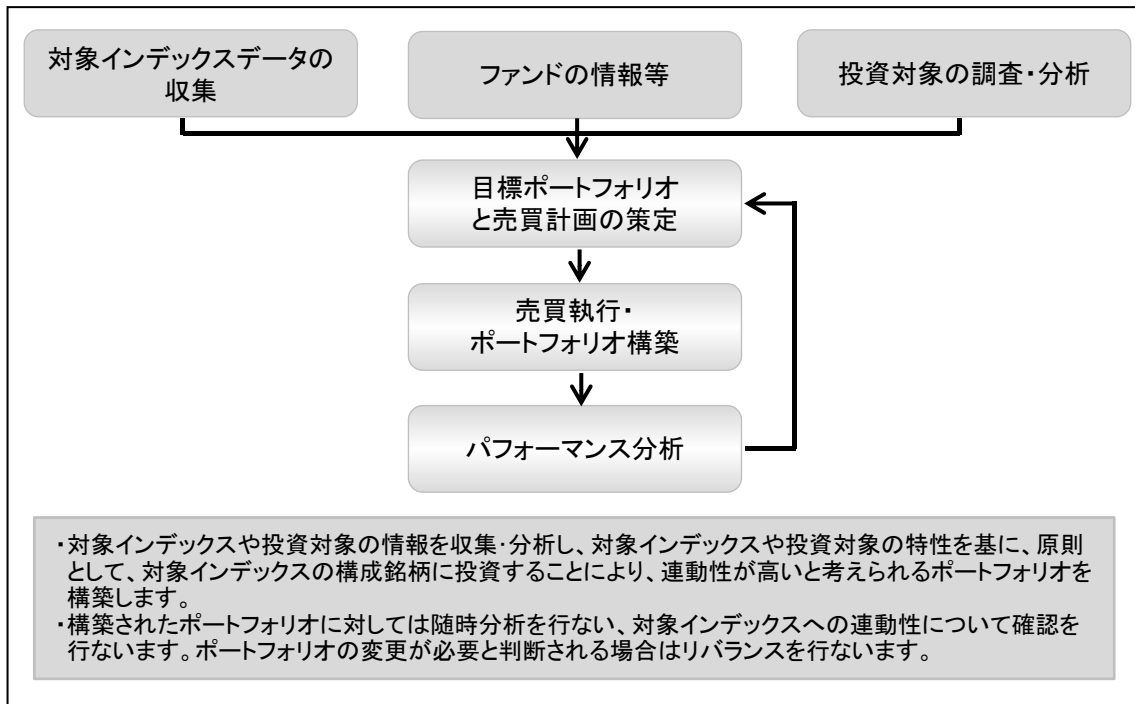 対象インデックスデータの
収集
ファンドの情報等
投資対象の調査・分析
目標ポートフォリオ
と売買計画の策定
売買執行・
ポートフォリオ構築
パフォーマンス分析
・対象インデックスや投資対象の情報を収集・分析し、対象インデックスや投資対象の特性を基に、原則
として、対象インデックスの構成銘柄に投資することにより、連動性が高いと考えられるポートフォリオを
構築します。
・構築されたポートフォリオに対しては随時分析を行ない、対象インデックスへの連動性について確認を
行ないます。ポートフォリオの変更が必要と判断される場合はリバランスを行ないます。